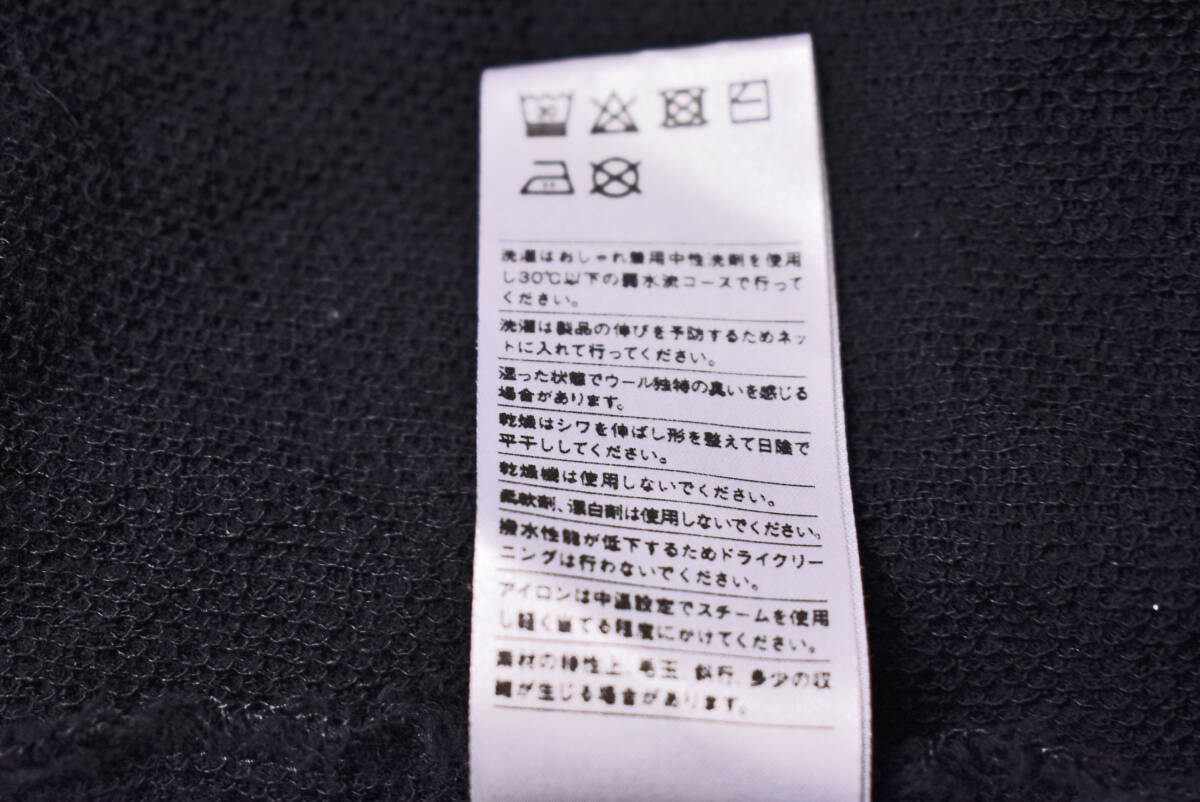 洗濯はおしゃれ着用中性洗剤を使用
し30℃以下の弱水流コースで行って
ください。
洗濯は製品の伸びを予防するためネッ
トに入れて行ってください。
湿った状態でウール独特の臭いを感じる
場合があります。
乾燥はシワを伸ばし形を整えて日陰で
平干ししてください。
乾燥機は使用しないでください。
柔軟剤、漂白剤は使用しないでください。
撥水性能が低下するためドライクリー
ニングは行わないでください。
アイロンは中温設定でスチームを使用
し軽く当てる程度にかけてください。
素材の特性上、毛玉、斜行、多少の収
縮が生じる場合があります。